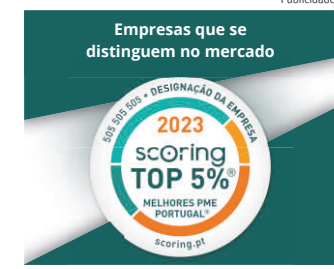 Publicidade
Empresas que se
distinguem no mercado
505 505 505 • DESIGNAÇÃO DA EMPRESA
2023
scoring
TOP 5%®
MELHORES PME
PORTUGAL®
scoring.pt